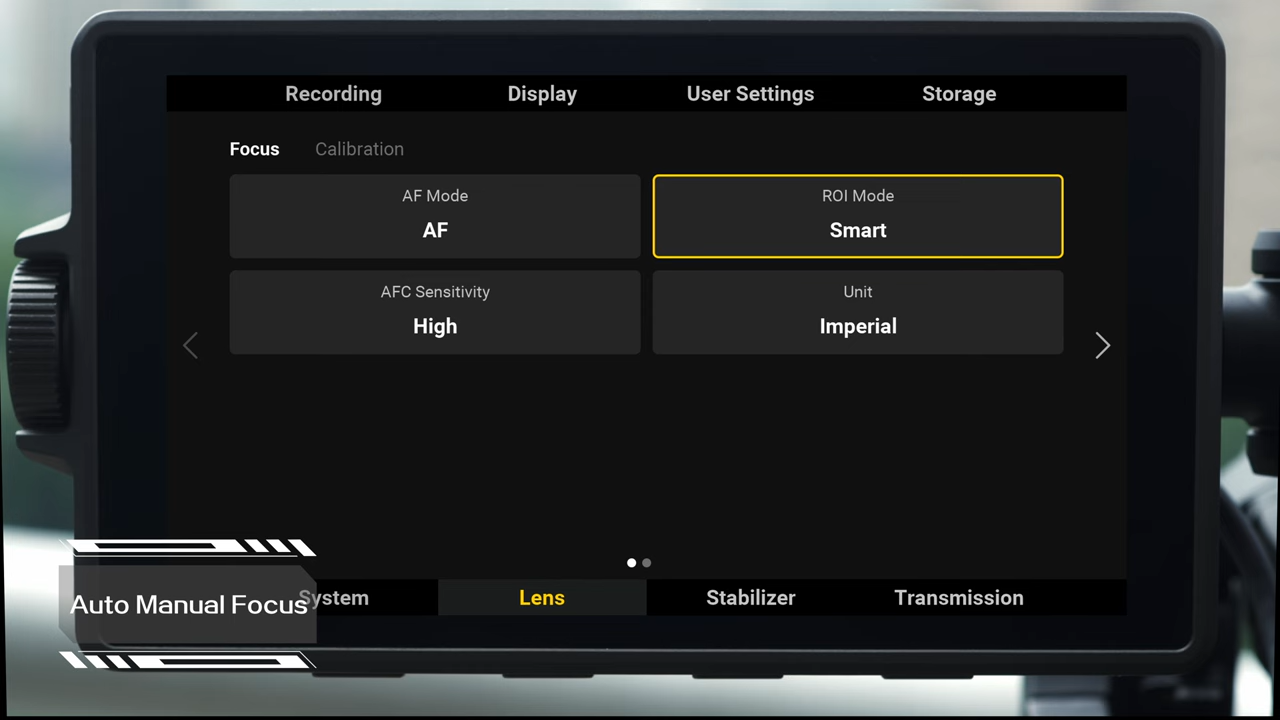 Recording Display User Settings Storage
Focus Calibration
AF Mode
AF
ROI Mode
Smart
AFC Sensitivity
High
Unit
Imperial
System Lens Stabilizer Transmission
Auto Manual Focus